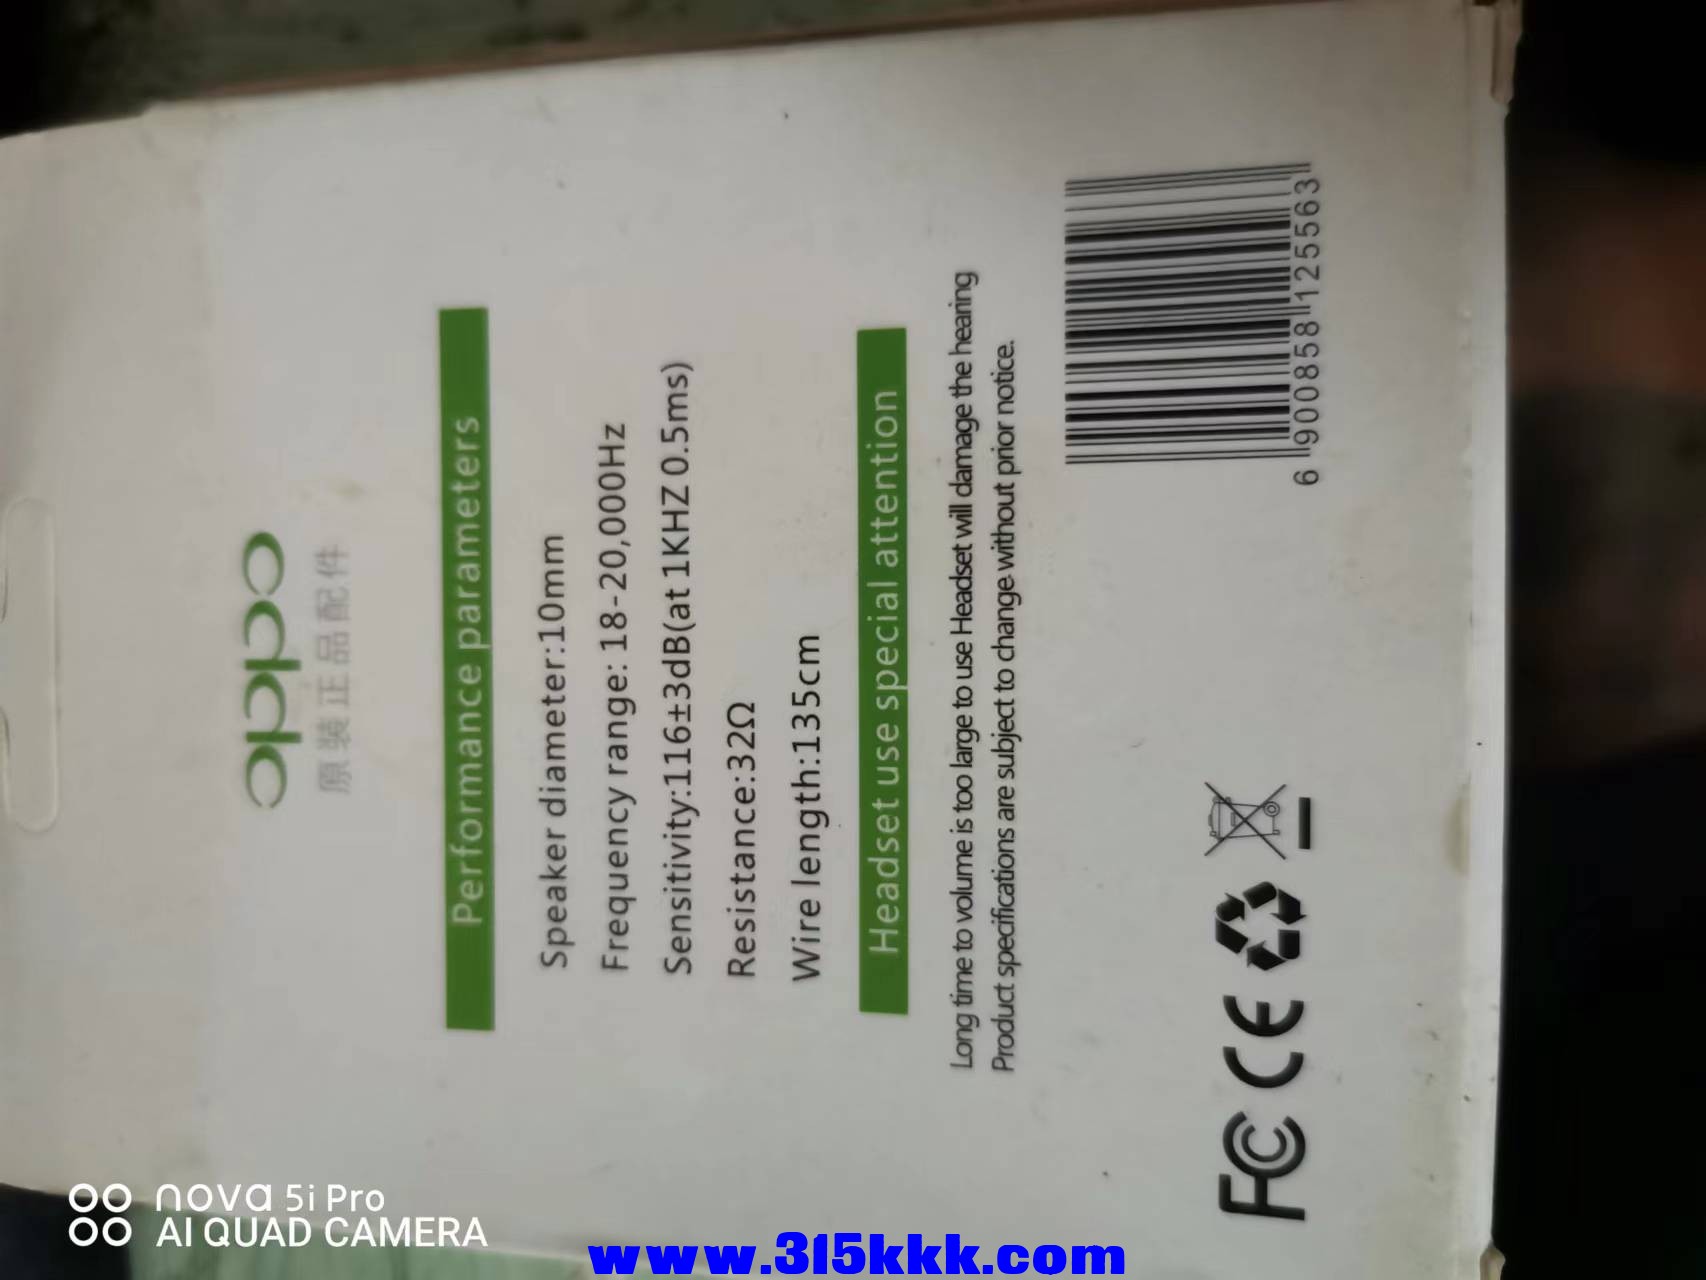 oppo
原裝正品配件
Performance parameters
Speaker diameter:10mm
Frequency range: 18-20,000Hz
Sensitivity:116±3dB(at 1KHZ 0.5ms)
Resistance:32Ω
Wire length:135cm
Headset use special attention
Long time to volume is too large to use Headset will damage the hearing
Product specifications are subject to change without prior notice.
FC CE
6 900858 125563
nova 5i Pro
AI QUAD CAMERA
www.315kkk.com